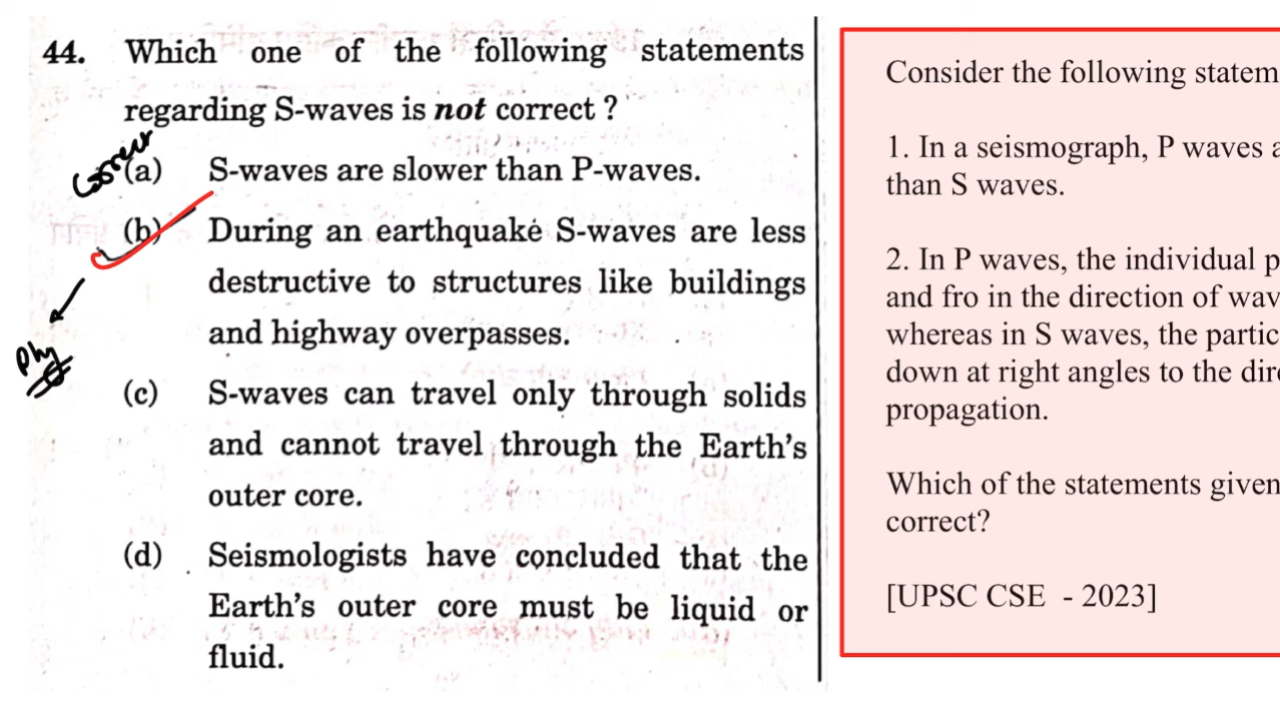 44. Which one of the following statements
regarding S-waves is not correct ?
Correct
(a) S-waves are slower than P-waves.
(b) During an earthquake S-waves are less
destructive to structures like buildings
and highway overpasses.
Phy
(c) S-waves can travel only through solids
and cannot travel through the Earth's
outer core.
(d) Seismologists have concluded that the
Earth's outer core must be liquid or
fluid.
Consider the following statem
1. In a seismograph, P waves a
than S waves.
2. In P waves, the individual p
and fro in the direction of wav
whereas in S waves, the partic
down at right angles to the dire
propagation.
Which of the statements given
correct?
[UPSC CSE - 2023]